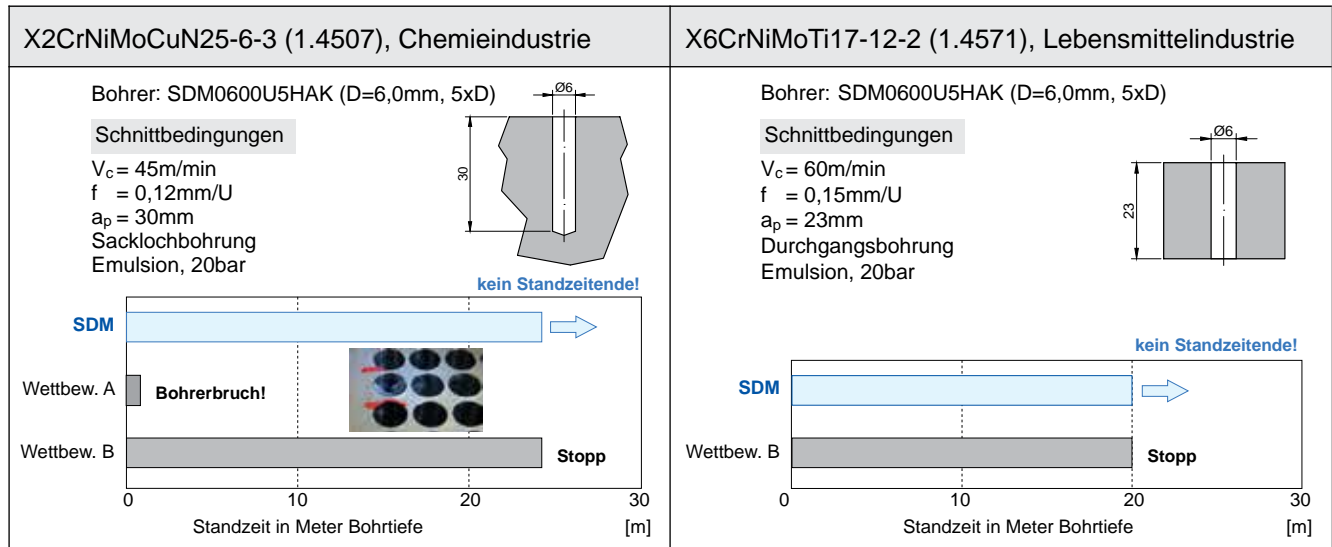 X2CrNiMoCuN25-6-3 (1.4507), Chemieindustrie
Bohrer: SDM0600U5HAK (D=6,0mm, 5xD)
Schnittbedingungen
Vc = 45m/min
f = 0,12mm/U
ap = 30mm
Sacklochbohrung
Emulsion, 20bar
Ø6
30
kein Standzeitende!
SDM
Wettbew. A
Bohrerbruch!
Wettbew. B
Stopp
0 10 20 30
Standzeit in Meter Bohrtiefe [m]
X6CrNiMoTi17-12-2 (1.4571), Lebensmittelindustrie
Bohrer: SDM0600U5HAK (D=6,0mm, 5xD)
Schnittbedingungen
Vc = 60m/min
f = 0,15mm/U
ap = 23mm
Durchgangsbohrung
Emulsion, 20bar
Ø6
23
kein Standzeitende!
SDM
Wettbew. B
Stopp
0 10 20 30
Standzeit in Meter Bohrtiefe [m]